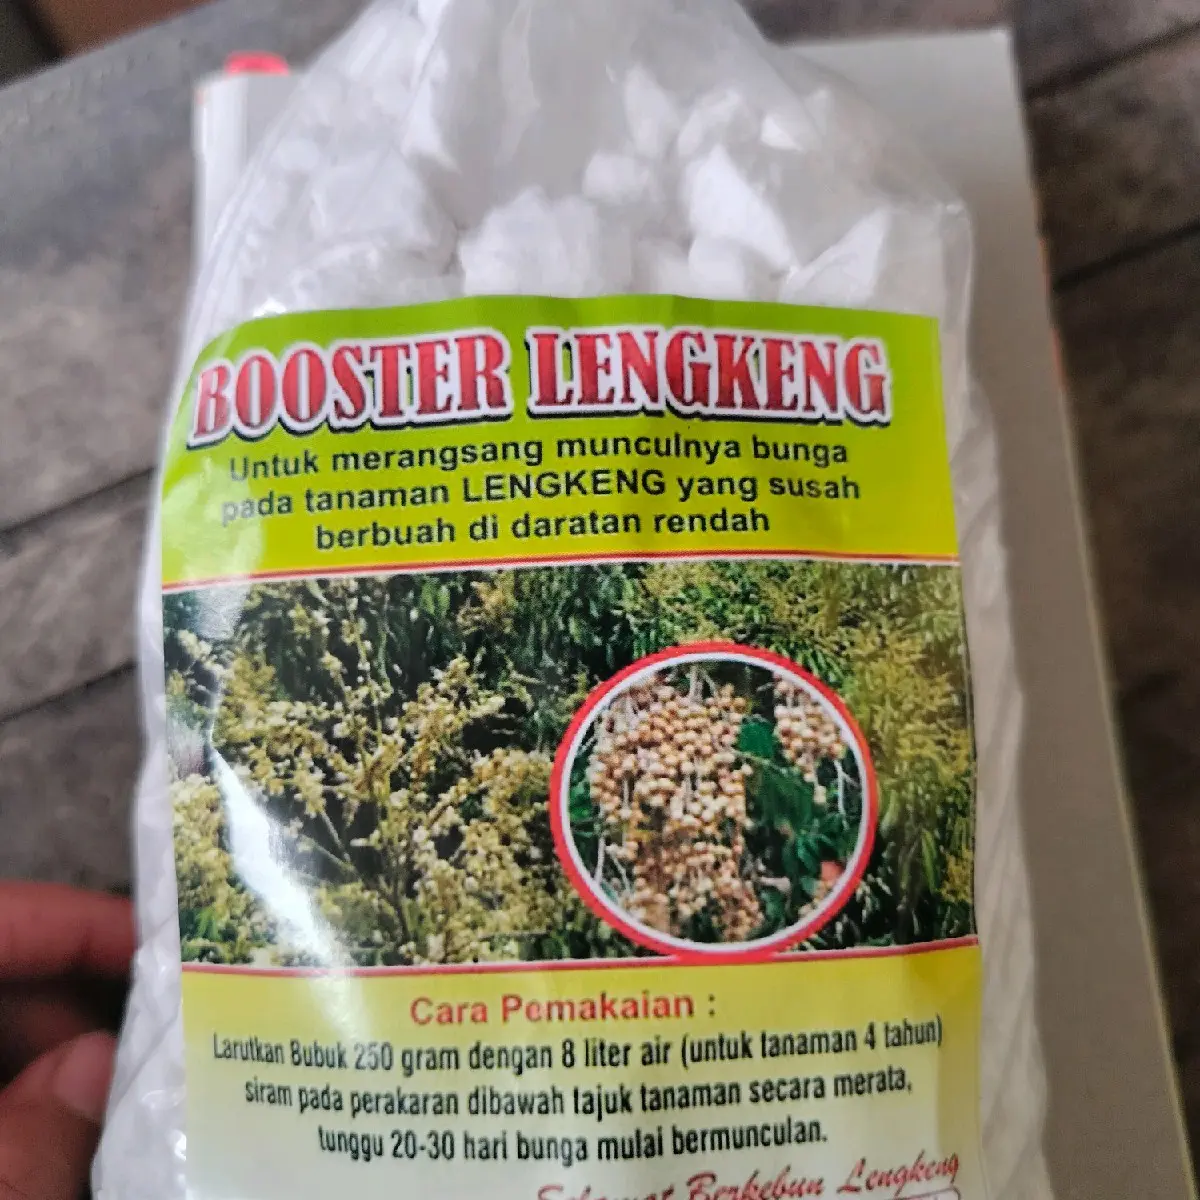 BOOSTER LENGKENG
Untuk merangsang munculnya bunga
pada tanaman LENGKENG yang susah
berbuah di daratan rendah
Cara Pemakaian :
Larutkan Bubuk 250 gram dengan 8 liter air (untuk tanaman 4 tahun)
siram pada perakaran dibawah tajuk tanaman secara merata,
tunggu 20-30 hari bunga mulai bermunculan.
Selamat Berkebun Lengkeng